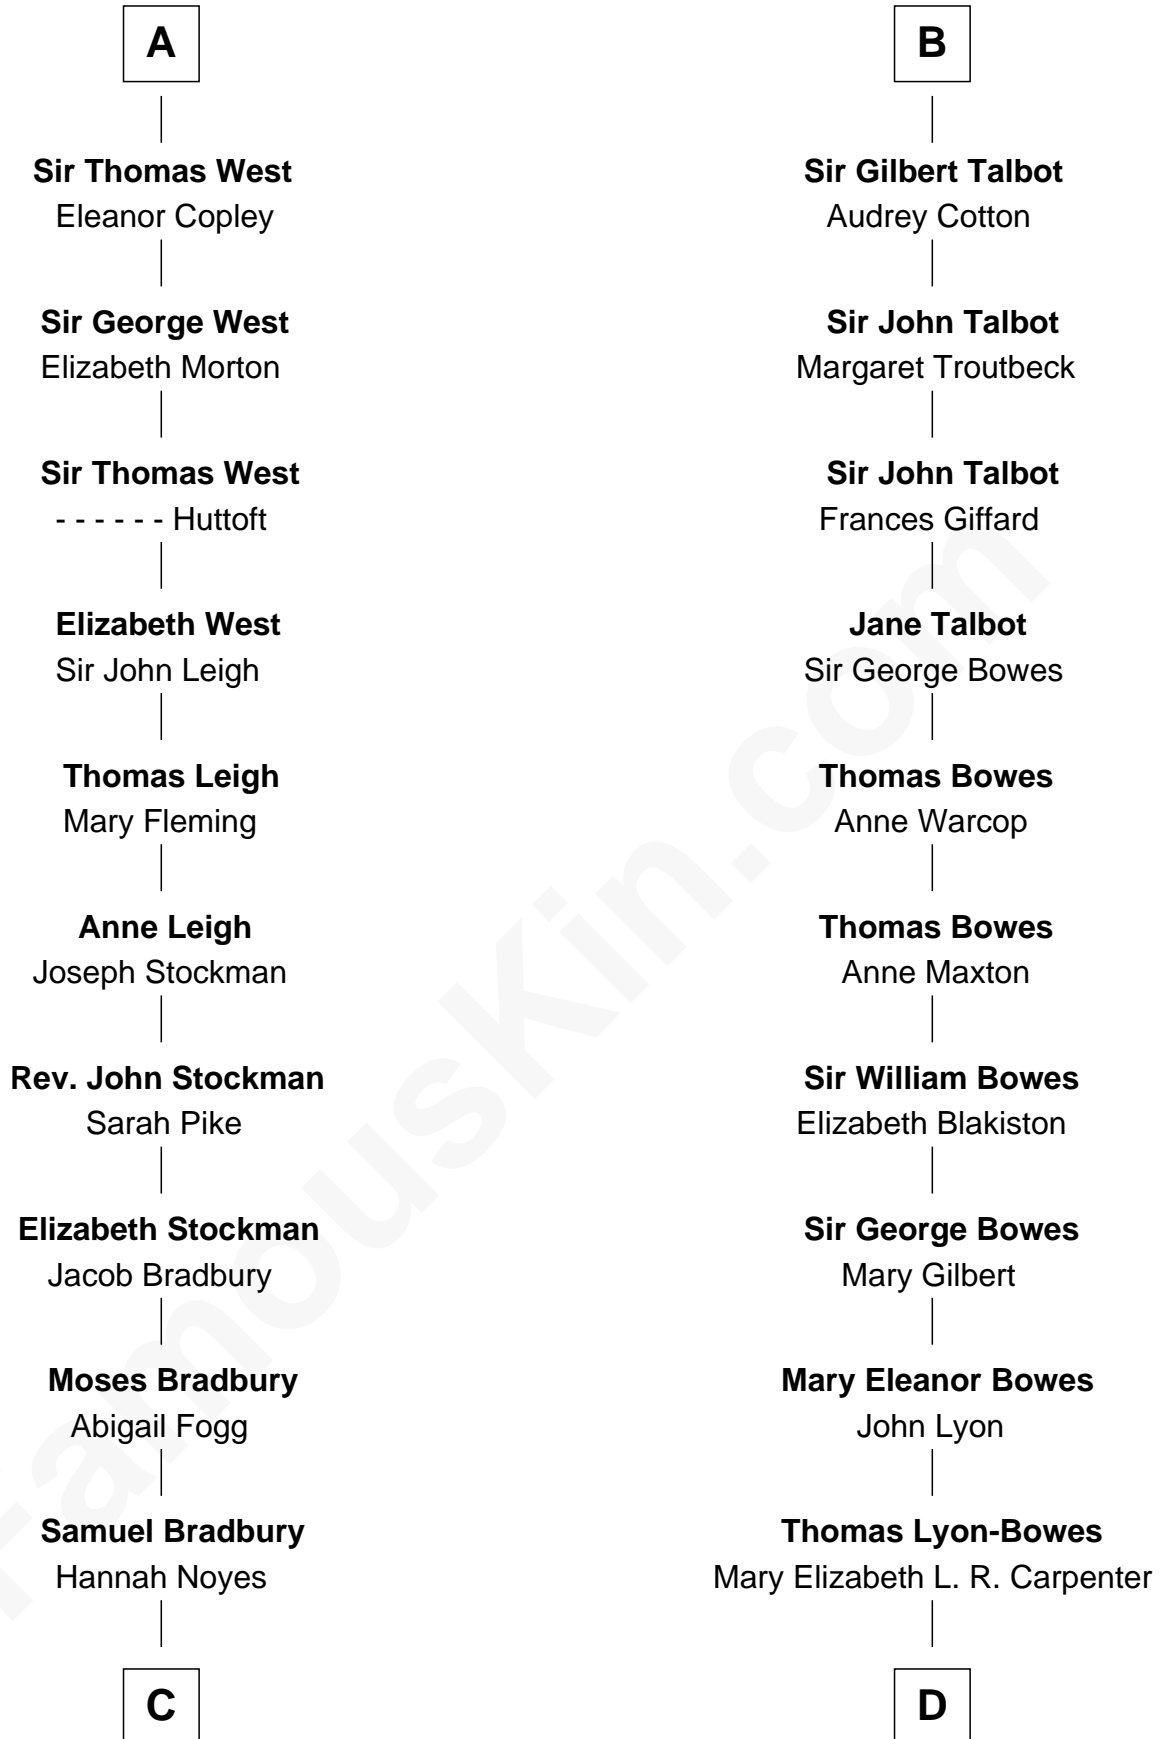 A
Sir Thomas West
Eleanor Copley
Sir George West
Elizabeth Morton
Sir Thomas West
- - - - - - Huttoft
Elizabeth West
Sir John Leigh
Thomas Leigh
Mary Fleming
Anne Leigh
Joseph Stockman
Rev. John Stockman
Sarah Pike
Elizabeth Stockman
Jacob Bradbury
Moses Bradbury
Abigail Fogg
Samuel Bradbury
Hannah Noyes
C
B
Sir Gilbert Talbot
Audrey Cotton
Sir John Talbot
Margaret Troutbeck
Sir John Talbot
Frances Giffard
Jane Talbot
Sir George Bowes
Thomas Bowes
Anne Warcop
Thomas Bowes
Anne Maxton
Sir William Bowes
Elizabeth Blakiston
Sir George Bowes
Mary Gilbert
Mary Eleanor Bowes
John Lyon
Thomas Lyon-Bowes
Mary Elizabeth L. R. Carpenter
D
FamousKin.com